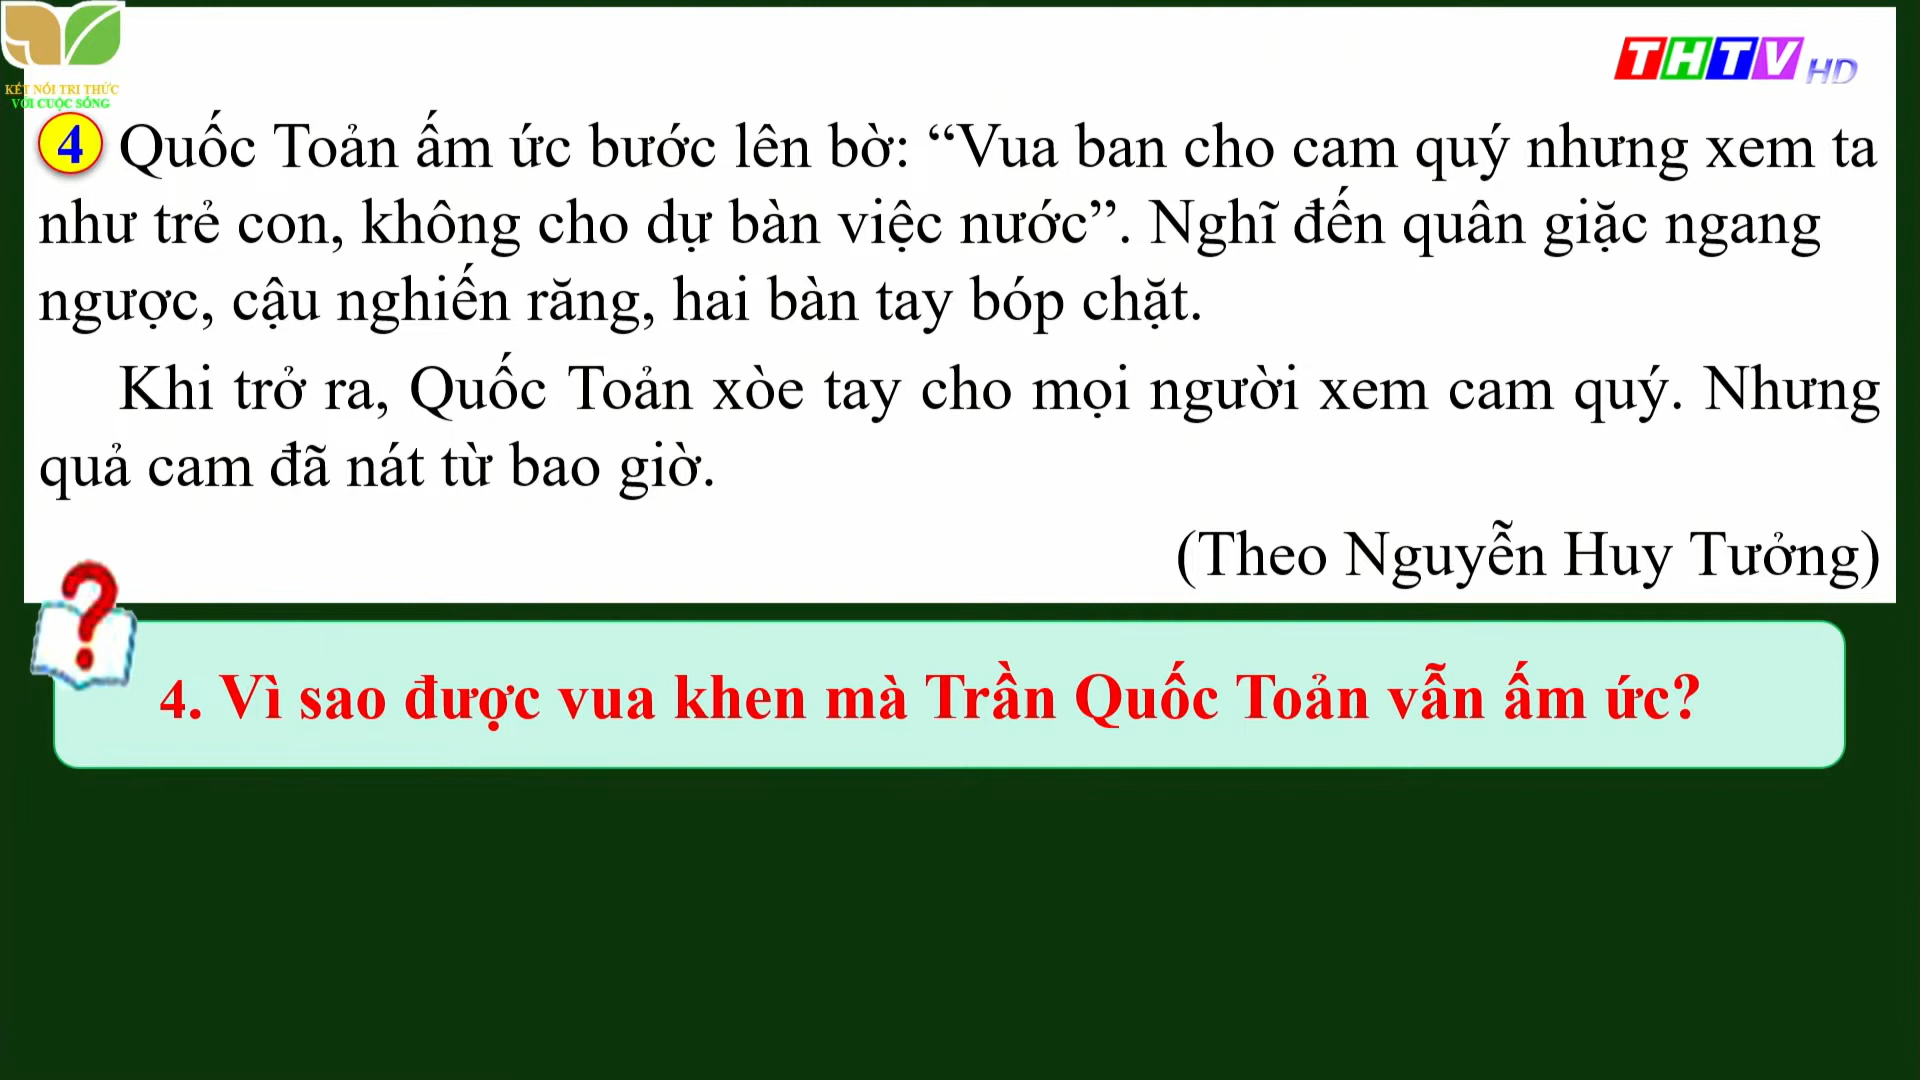 KẾT NỐI TRI THỨC
VỚI CUỘC SỐNG
THTV HD
4 Quốc Toản ấm ức bước lên bờ: “Vua ban cho cam quý nhưng xem ta
như trẻ con, không cho dự bàn việc nước”. Nghĩ đến quân giặc ngang
ngược, cậu nghiến răng, hai bàn tay bóp chặt.
Khi trở ra, Quốc Toản xòe tay cho mọi người xem cam quý. Nhưng
quả cam đã nát từ bao giờ.
(Theo Nguyễn Huy Tưởng)
4. Vì sao được vua khen mà Trần Quốc Toản vẫn ấm ức?